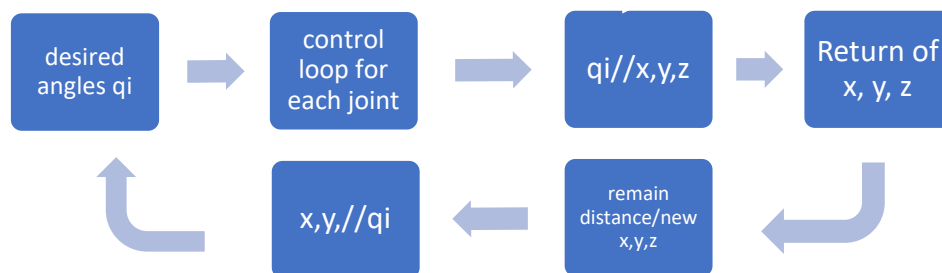 desired
angles qi
control
loop for
each joint
qi//x,y,z
Return of
x, y, z
x,y,//qi
remain
distance/new
x,y,z